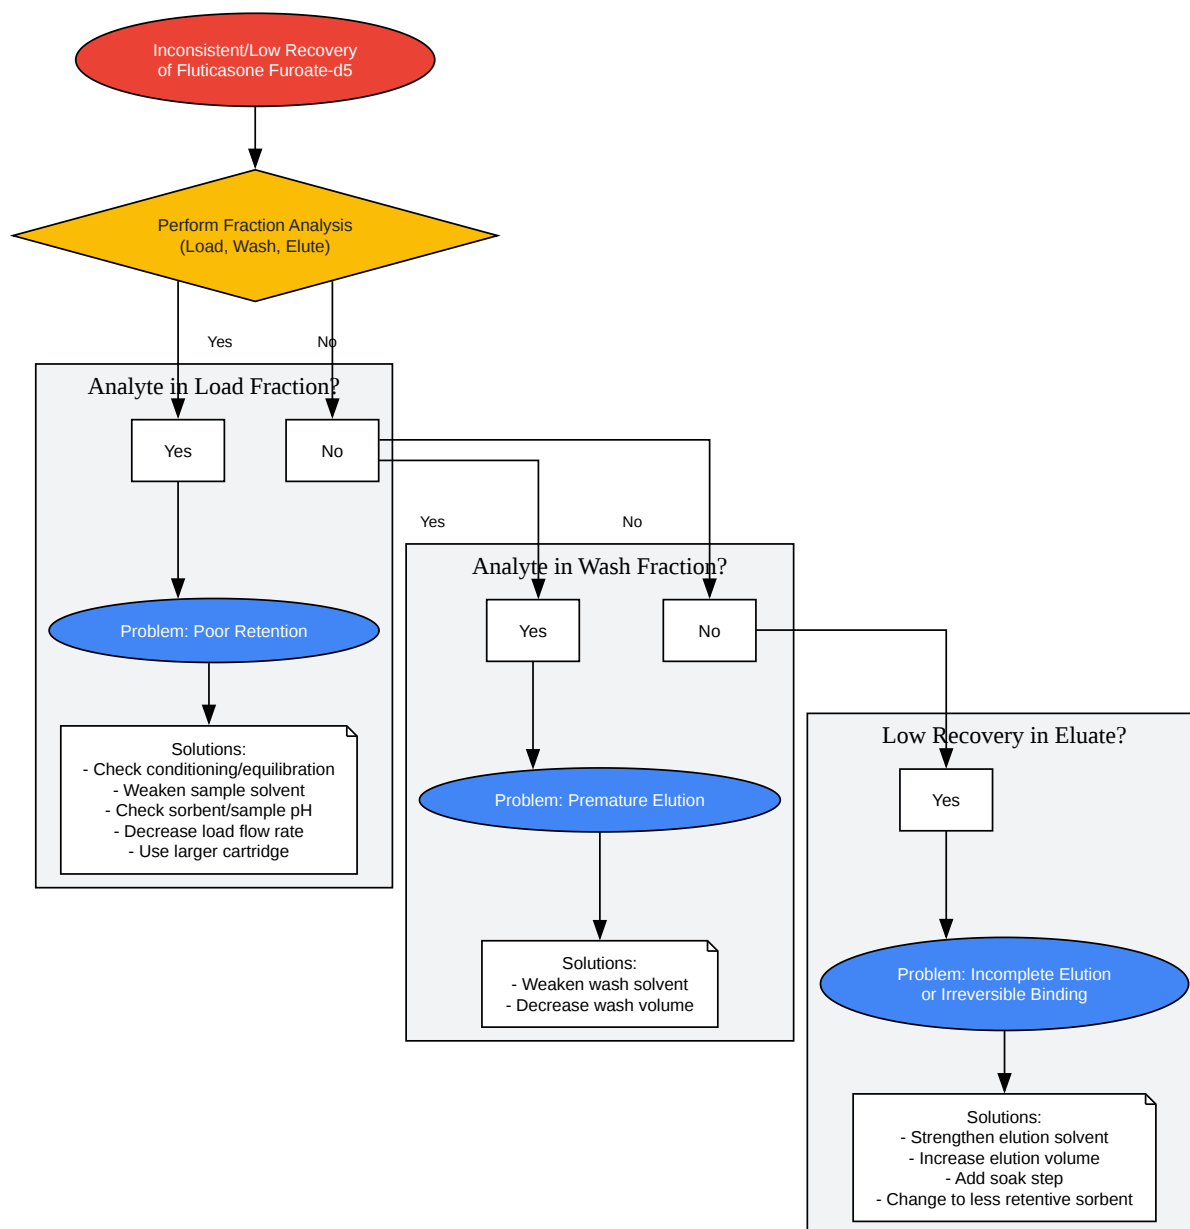 Inconsistent/Low Recovery
of Fluticasone Furoate-d5
Perform Fraction Analysis
(Load, Wash, Elute)
Yes
No
Analyte in Load Fraction?
Yes
No
Yes
No
Analyte in Wash Fraction?
Problem: Poor Retention
Yes
No
Solutions:
- Check conditioning/equilibration
- Weaken sample solvent
- Check sorbent/sample pH
- Decrease load flow rate
- Use larger cartridge
Low Recovery in Eluate?
Problem: Premature Elution
Yes
Solutions:
- Weaken wash solvent
- Decrease wash volume
Problem: Incomplete Elution
or Irreversible Binding
Solutions:
- Strengthen elution solvent
- Increase elution volume
- Add soak step
- Change to less retentive sorbent